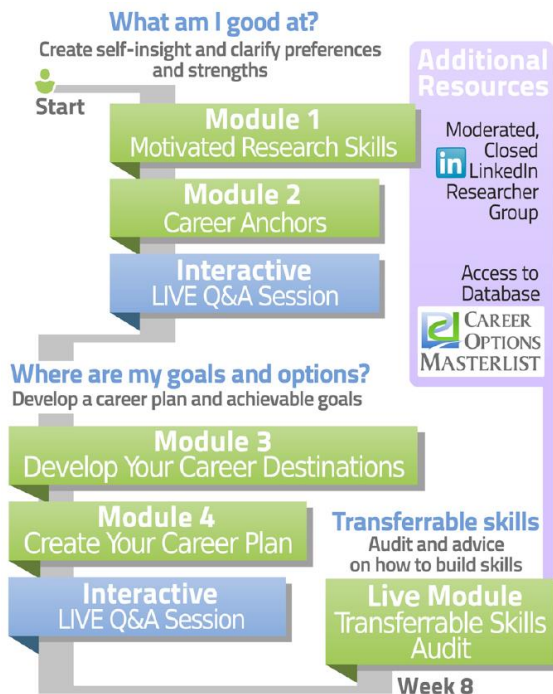 What am I good at?
Create self-insight and clarify preferences
and strengths
Start
Module 1
Motivated Research Skills
Module 2
Career Anchors
Interactive
LIVE Q&A Session
Additional
Resources
Moderated,
Closed
in LinkedIn
Researcher
Group
Access to
Database
CAREER
OPTIONS
MASTERLIST
Where are my goals and options?
Develop a career plan and achievable goals
Module 3
Develop Your Career Destinations
Module 4
Create Your Career Plan
Interactive
LIVE Q&A Session
Transferrable skills
Audit and advice
on how to build skills
Live Module
Transferrable Skills
Audit
Week 8